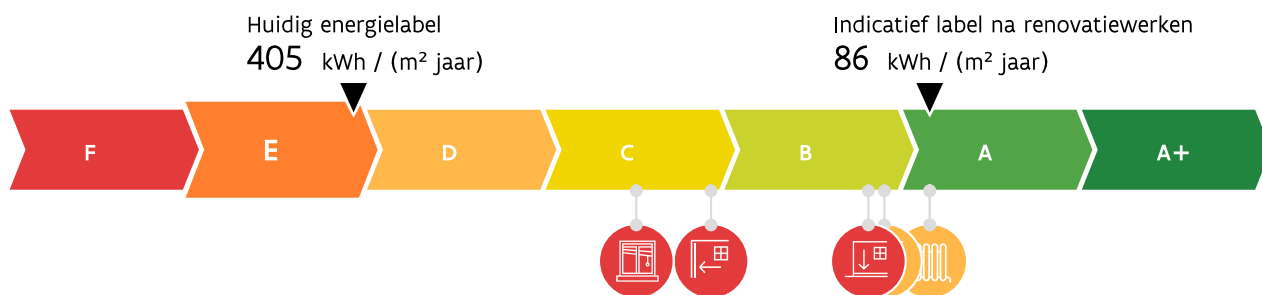 Huidig energielabel
405 kWh / (m² jaar)
Indicatief label na renovatiewerken
86 kWh / (m² jaar)
F E D C B A A+